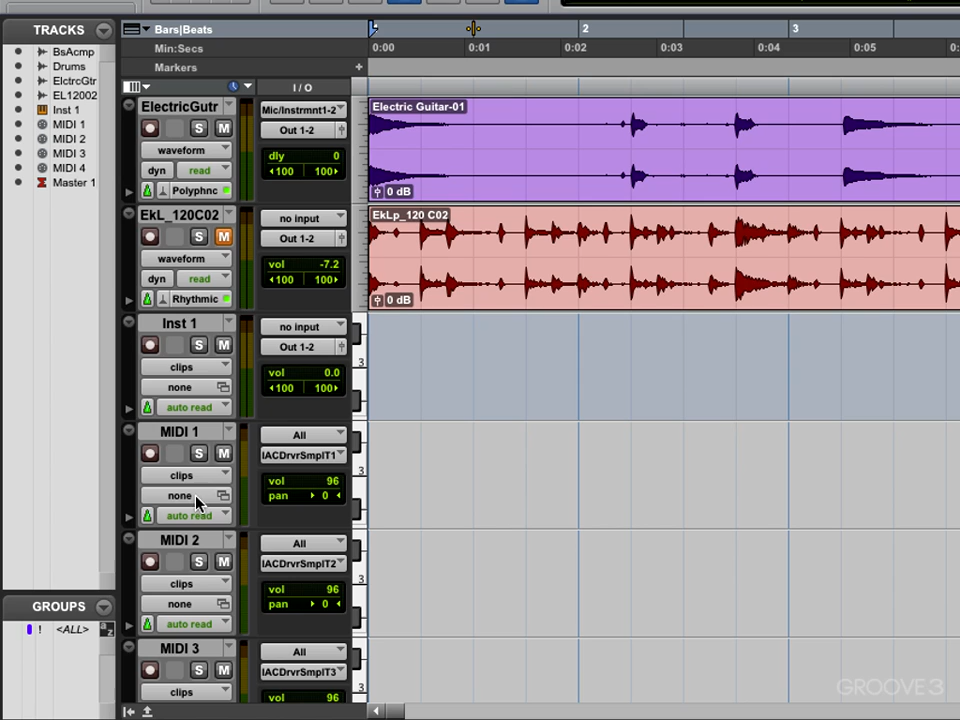 TRACKS
BsAcmp
Drums
ElctrcGtr
EL12002
Inst 1
MIDI 1
MIDI 2
MIDI 3
MIDI 4
Master 1
GROUPS
! <ALL>
a z
Bars|Beats
2
3
Min:Secs
0:00
0:01
0:02
0:03
0:04
0:05
0:
Markers
+
I / O
ElectricGutr
S M
waveform
dyn read
Polyphnc
Mic/Instrmnt1-2
Out 1-2
dly 0
100 100
Electric Guitar-01
0 dB
EkL_120C02
S M
waveform
dyn read
Rhythmic
no input
Out 1-2
vol -7.2
100 100
EkLp_120 C02
0 dB
Inst 1
S M
clips
none
auto read
no input
Out 1-2
vol 0.0
100 100
3
MIDI 1
S M
clips
none
auto read
All
IACDrvrSmplT1
vol 96
pan 0
3
MIDI 2
S M
clips
none
auto read
All
IACDrvrSmplT2
vol 96
pan 0
3
MIDI 3
S M
clips
All
IACDrvrSmplT3
vol 96
3
GROOVE3